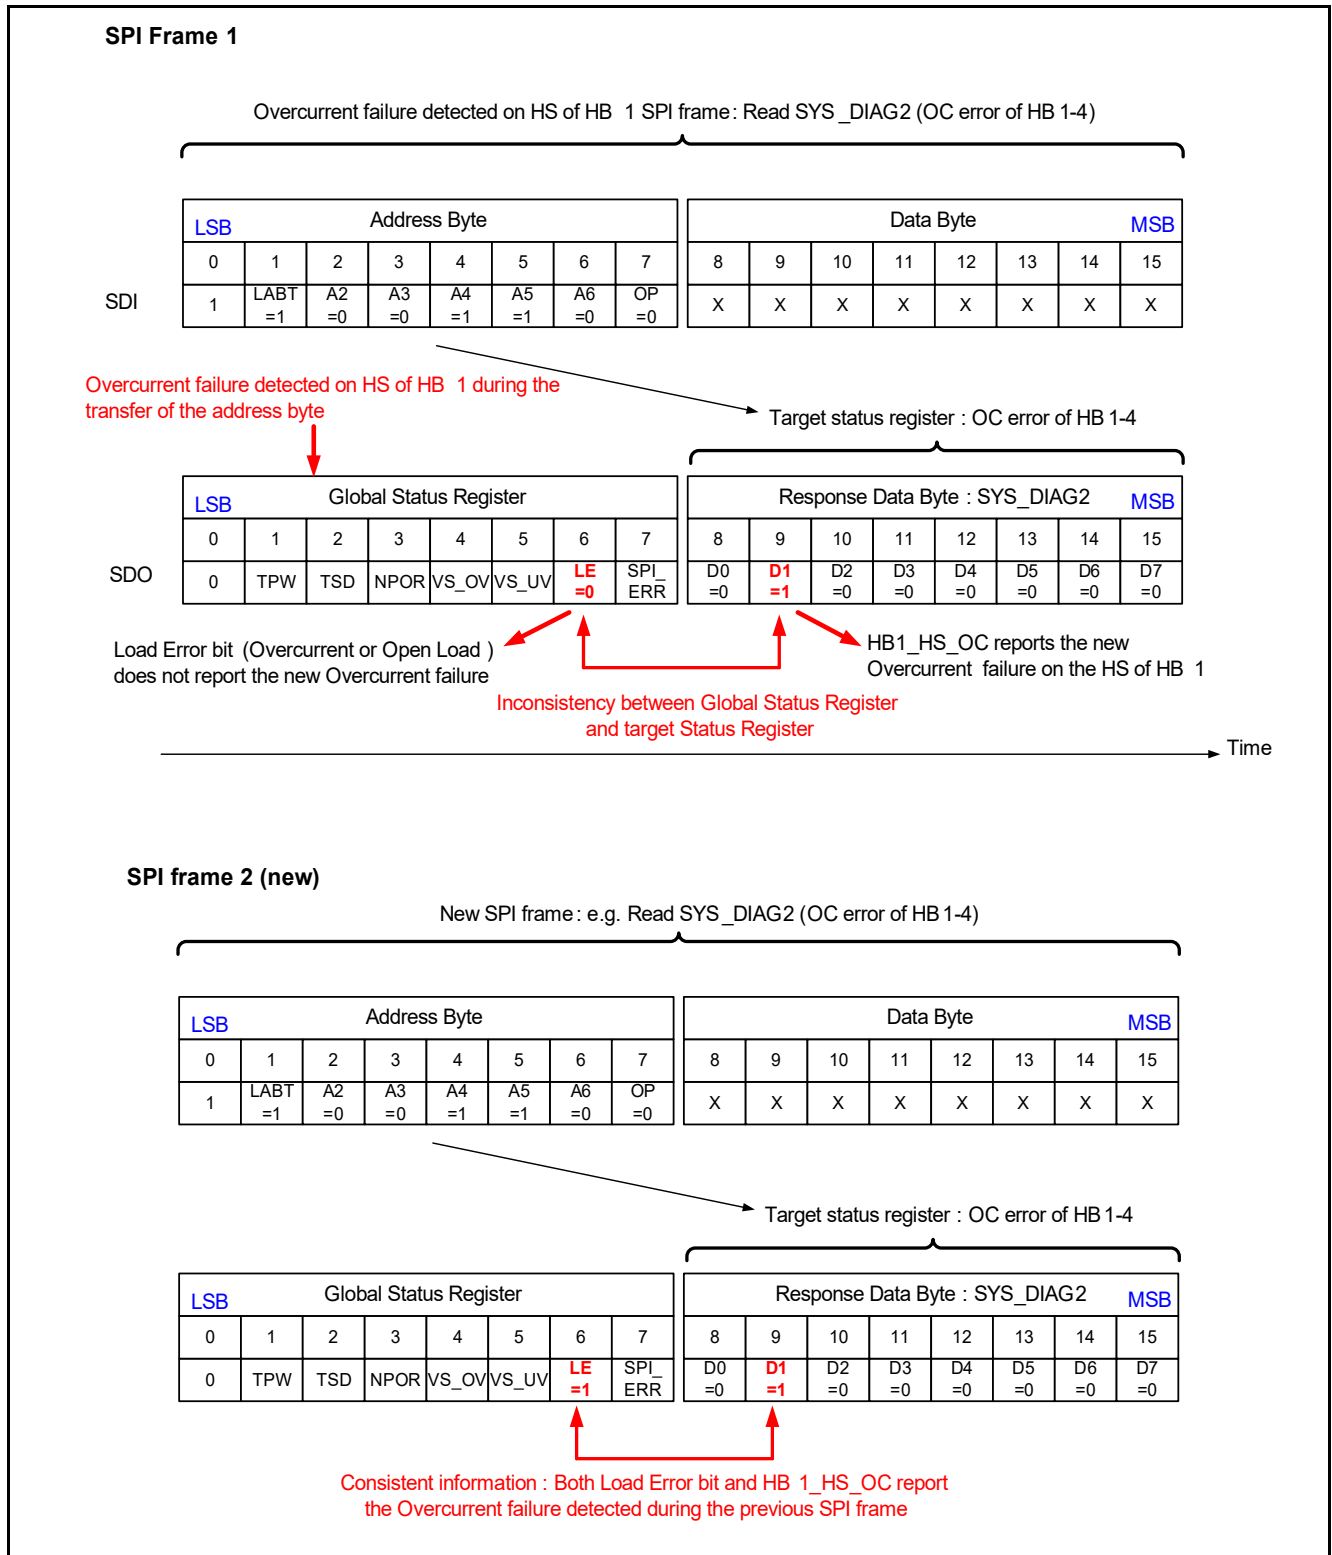 SPI Frame 1
Overcurrent failure detected on HS of HB 1 SPI frame: Read SYS_DIAG2 (OC error of HB 1-4)
LSB Address Byte Data Byte MSB
0 1 2 3 4 5 6 7 8 9 10 11 12 13 14 15
SDI
1 LABT =1 A2 =0 A3 =0 A4 =1 A5 =1 A6 =0 OP =0 X X X X X X X X
Overcurrent failure detected on HS of HB 1 during the
transfer of the address byte
Target status register : OC error of HB 1-4
LSB Global Status Register Response Data Byte : SYS_DIAG2 MSB
0 1 2 3 4 5 6 7 8 9 10 11 12 13 14 15
SDO
0 TPW TSD NPOR VS_OV VS_UV LE =0 SPI_ ERR D0 =0 D1 =1 D2 =0 D3 =0 D4 =0 D5 =0 D6 =0 D7 =0
Load Error bit (Overcurrent or Open Load )
does not report the new Overcurrent failure
HB1_HS_OC reports the new
Overcurrent failure on the HS of HB 1
Inconsistency between Global Status Register
and target Status Register
Time
SPI frame 2 (new)
New SPI frame : e.g. Read SYS_DIAG2 (OC error of HB 1-4)
LSB Address Byte Data Byte MSB
0 1 2 3 4 5 6 7 8 9 10 11 12 13 14 15
1 LABT =1 A2 =0 A3 =0 A4 =1 A5 =1 A6 =0 OP =0 X X X X X X X X
Target status register : OC error of HB 1-4
LSB Global Status Register Response Data Byte : SYS_DIAG2 MSB
0 1 2 3 4 5 6 7 8 9 10 11 12 13 14 15
0 TPW TSD NPOR VS_OV VS_UV LE =1 SPI_ ERR D0 =0 D1 =1 D2 =0 D3 =0 D4 =0 D5 =0 D6 =0 D7 =0
Consistent information : Both Load Error bit and HB 1_HS_OC report
the Overcurrent failure detected during the previous SPI frame